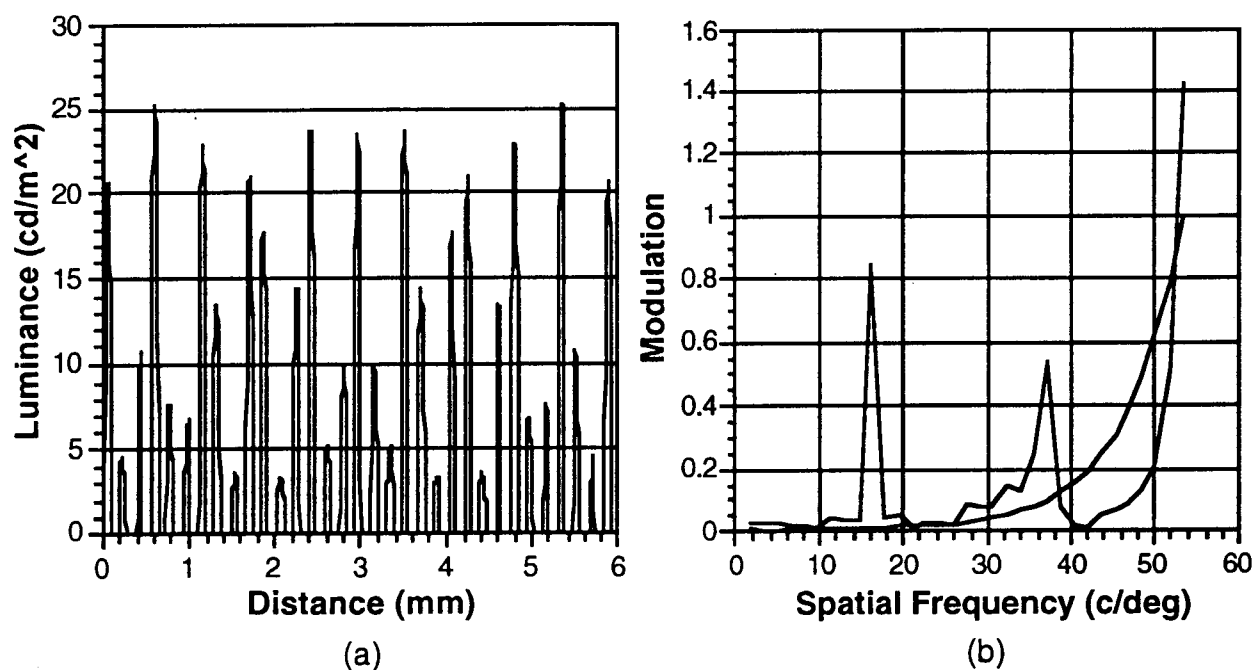 30
25
20
15
10
5
0
Luminance (cd/m^2)
0 1 2 3 4 5 6
Distance (mm)
(a)
1.6
1.4
1.2
1
0.8
0.6
0.4
0.2
0
Modulation
0 10 20 30 40 50 60
Spatial Frequency (c/deg)
(b)